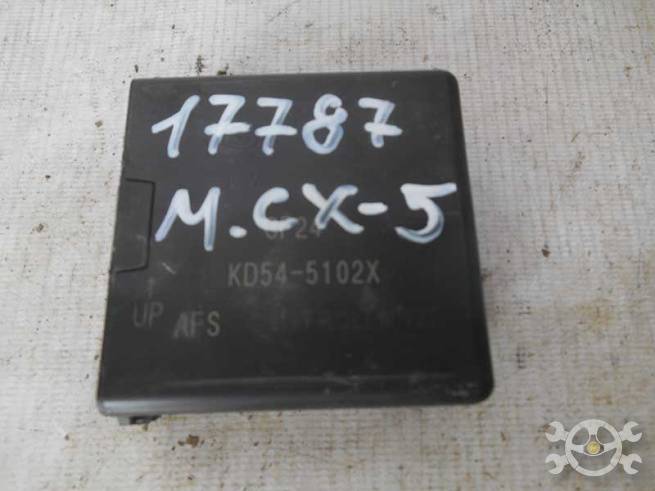 17787
M.CX-5
KD54-5102X
↑
UP AFS